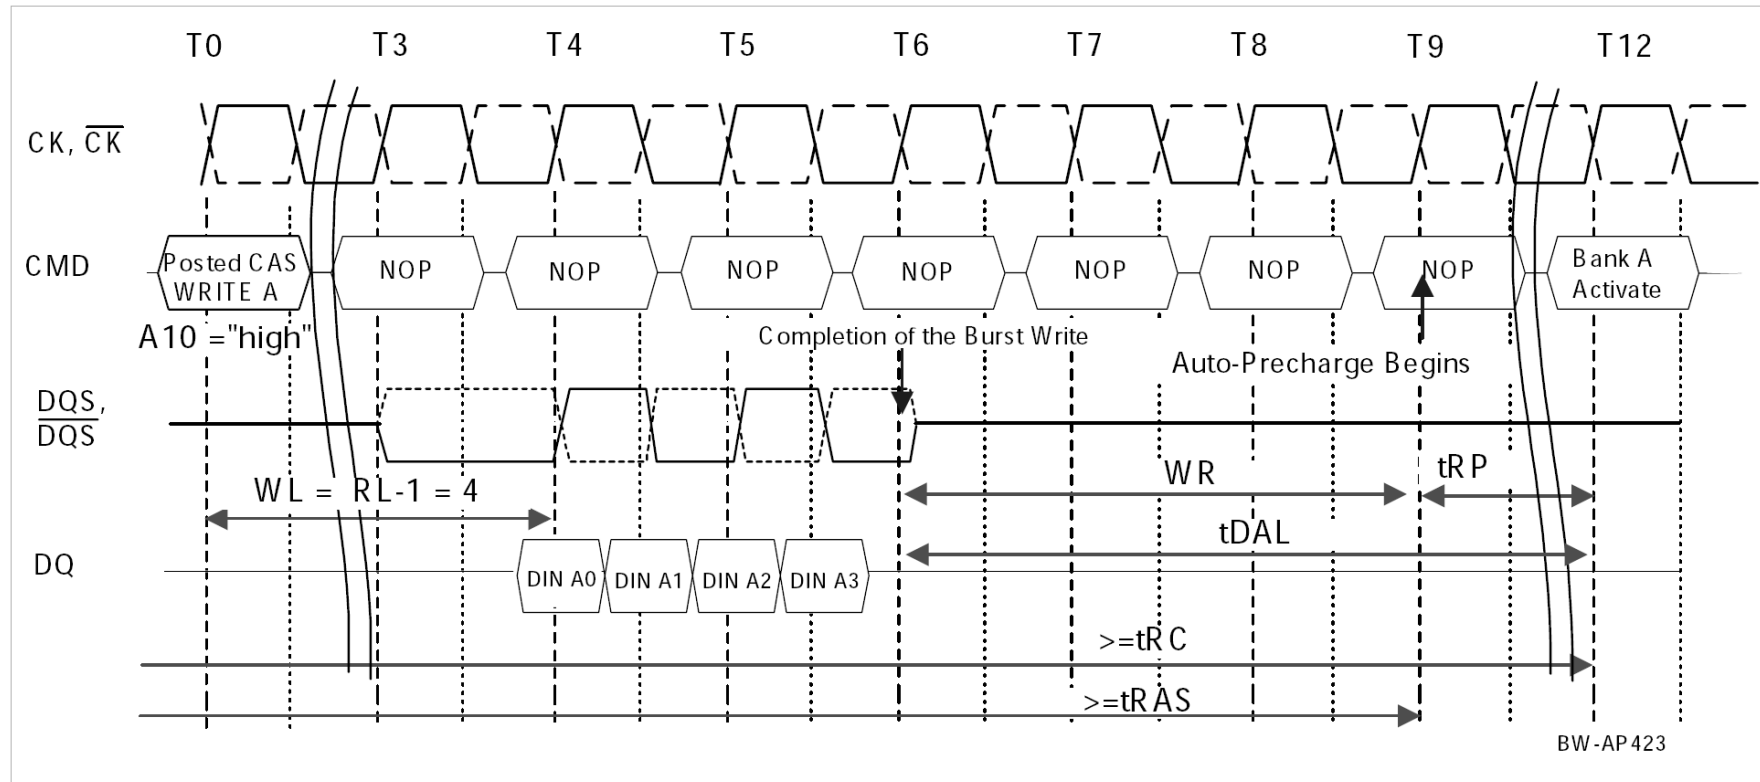 T0 T3 T4 T5 T6 T7 T8 T9 T12
CK, CK
CMD
Posted CAS
WRITE A
NOP NOP NOP NOP NOP NOP NOP
Bank A
Activate
A10 ="high"
Completion of the Burst Write
Auto-Precharge Begins
DQS,
DQS
WL = RL-1 = 4
WR
tRP
tDAL
DQ
DIN A0 DIN A1 DIN A2 DIN A3
>=tRC
>=tRAS
BW-AP423